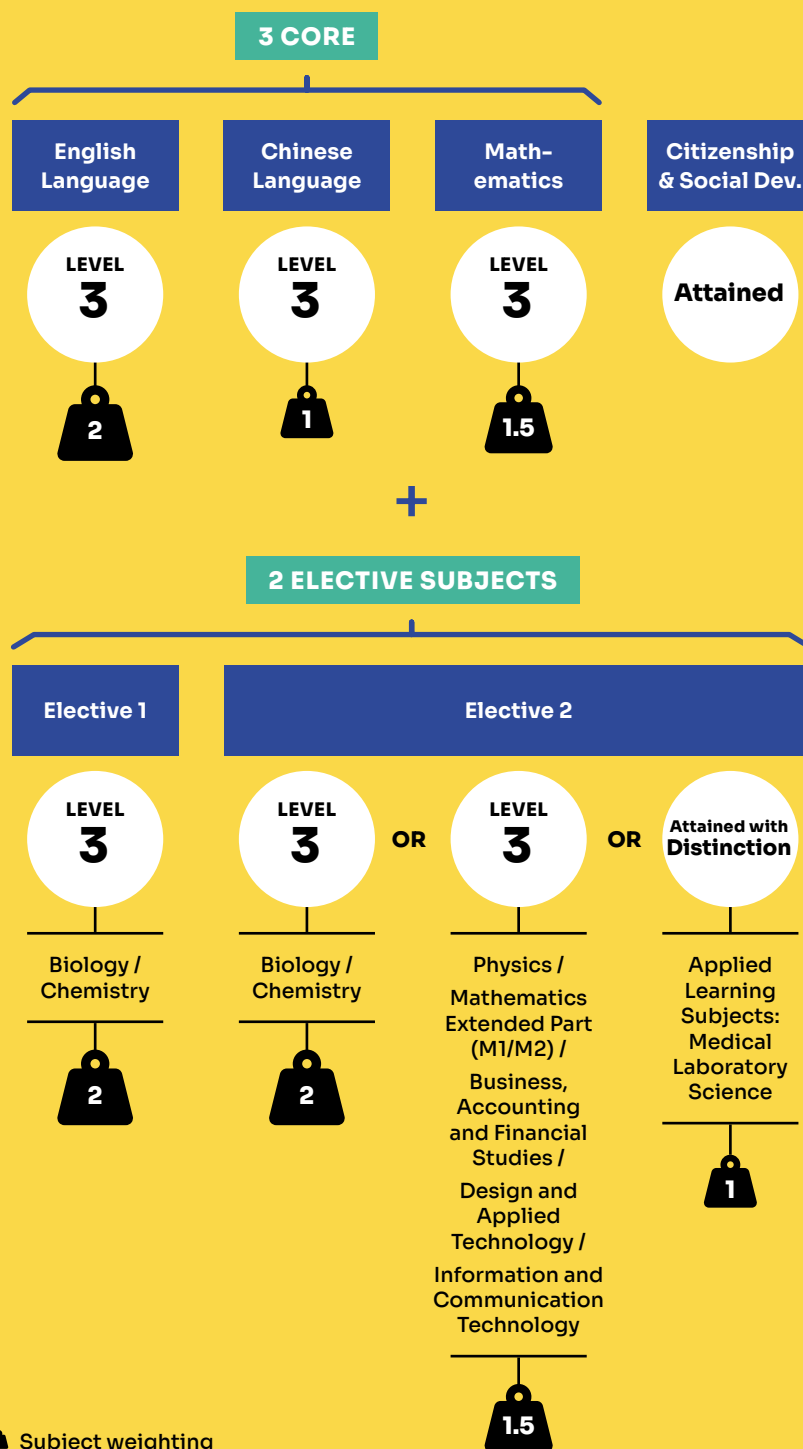 3 CORE
English
Language
Chinese
Language
Math-
ematics
Citizenship
& Social Dev.
LEVEL
3
LEVEL
3
LEVEL
3
Attained
2
1
1.5
+
2 ELECTIVE SUBJECTS
Elective 1
Elective 2
LEVEL
3
LEVEL
3
OR
LEVEL
3
OR
Attained with
Distinction
Biology /
Chemistry
2
Biology /
Chemistry
2
Physics /
Mathematics
Extended Part
(M1/M2) /
Business,
Accounting
and Financial
Studies /
Design and
Applied
Technology /
Information and
Communication
Technology
1.5
Applied
Learning
Subjects:
Medical
Laboratory
Science
1
Subject weighting